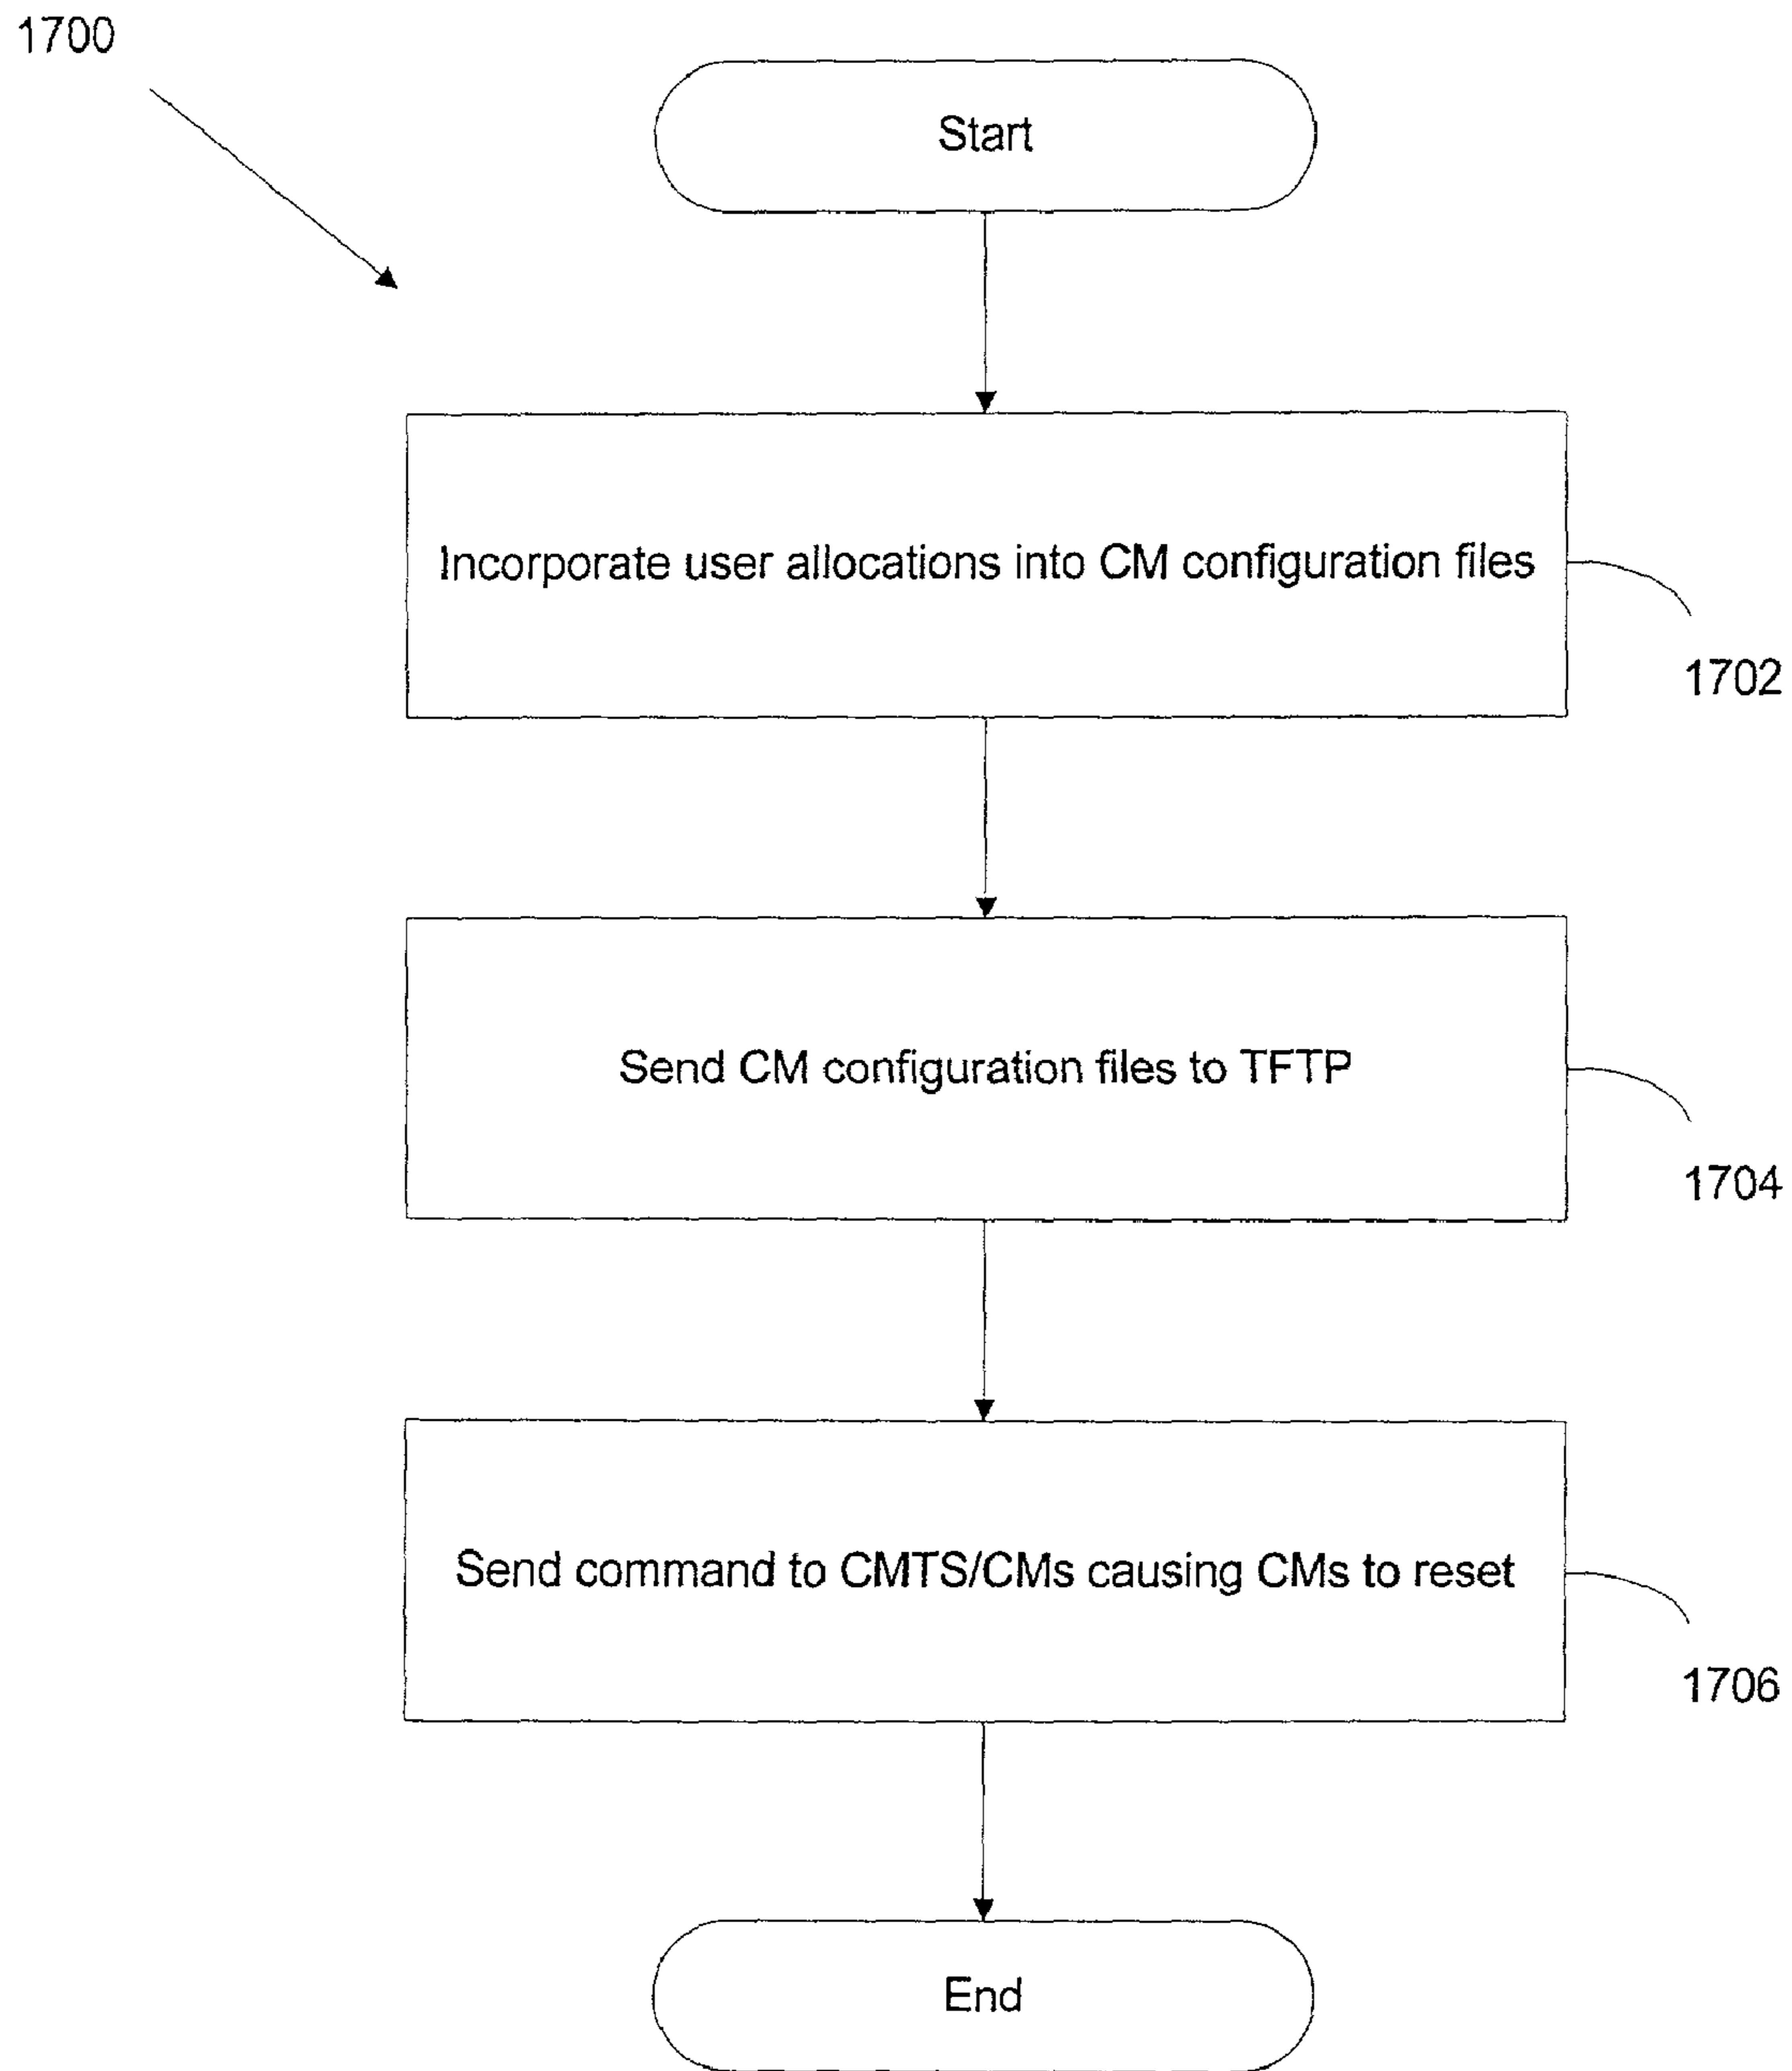 1700
Start
Incorporate user allocations into CM configuration files
1702
Send CM configuration files to TFTP
1704
Send command to CMTS/CMs causing CMs to reset
1706
End